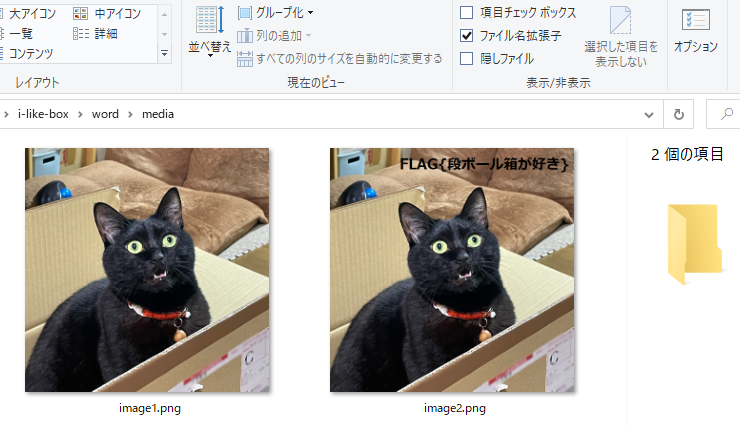 大アイコン
中アイコン
一覧
詳細
コンテンツ
レイアウト
並べ替え
グループ化
列の追加
すべての列のサイズを自動的に変更する
現在のビュー
項目チェック ボックス
ファイル名拡張子
隠しファイル
選択した項目を
表示しない
表示/非表示
オプション
i-like-box
word
media
FLAG{段ボール箱が好き}
image1.png
image2.png
2 個の項目